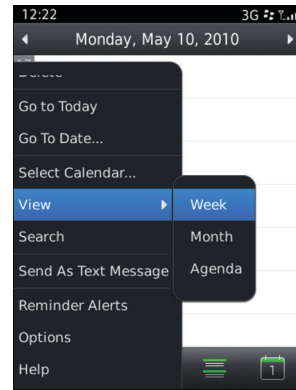 12:22
3G
Monday, May 10, 2010
Delete
Go to Today
Go To Date...
Select Calendar...
View
Week
Search
Month
Send As Text Message
Agenda
Reminder Alerts
Options
Help
1